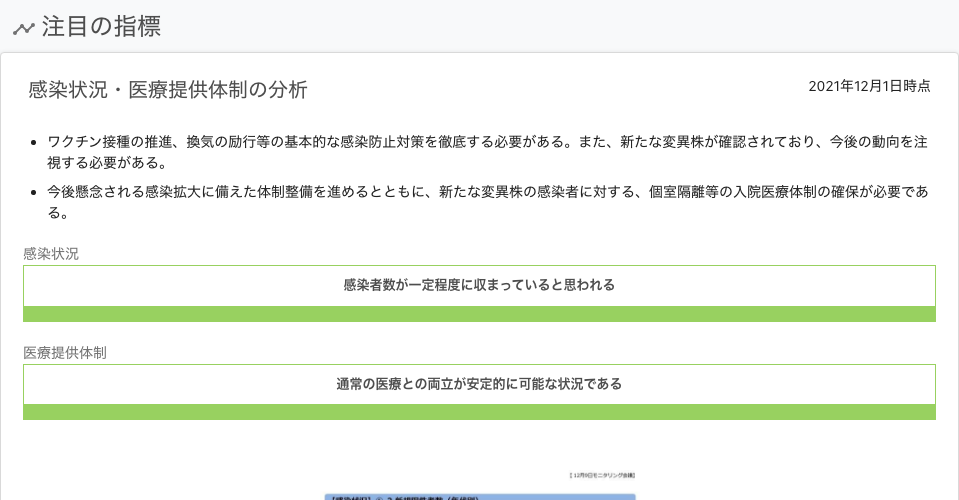 注目の指標
感染状況・医療提供体制の分析
2021年12月1日時点
ワクチン接種の推進、換気の励行等の基本的な感染防止対策を徹底する必要がある。また、新たな変異株が確認されており、今後の動向を注
視する必要がある。
今後懸念される感染拡大に備えた体制整備を進めるとともに、新たな変異株の感染者に対する、個室隔離等の入院医療体制の確保が必要であ
る。
感染状況
感染者数が一定程度に収まっていると思われる
医療提供体制
通常の医療との両立が安定的に可能な状況である